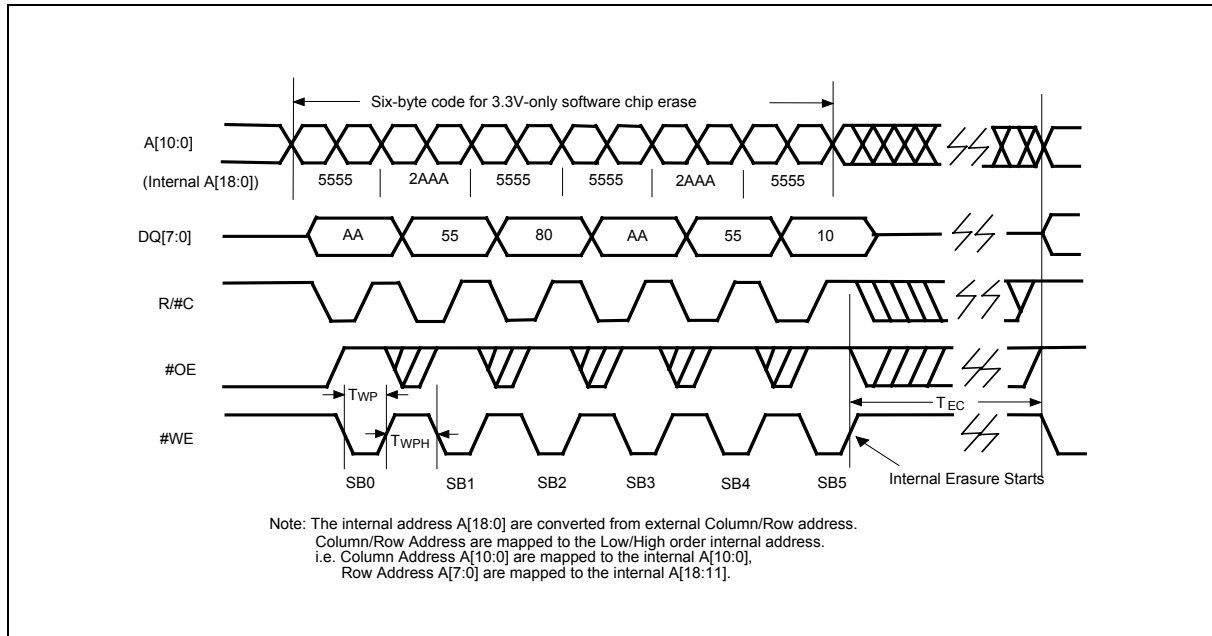 Six-byte code for 3.3V-only software chip erase
A[10:0]
(Internal A[18:0])
5555 2AAA 5555 5555 2AAA 5555
DQ[7:0]
AA 55 80 AA 55 10
R/#C
#OE
TWP
TEC
#WE
TWPH
SB0 SB1 SB2 SB3 SB4 SB5
Internal Erasure Starts
Note: The internal address A[18:0] are converted from external Column/Row address.
Column/Row Address are mapped to the Low/High order internal address.
i.e. Column Address A[10:0] are mapped to the internal A[10:0],
Row Address A[7:0] are mapped to the internal A[18:11].